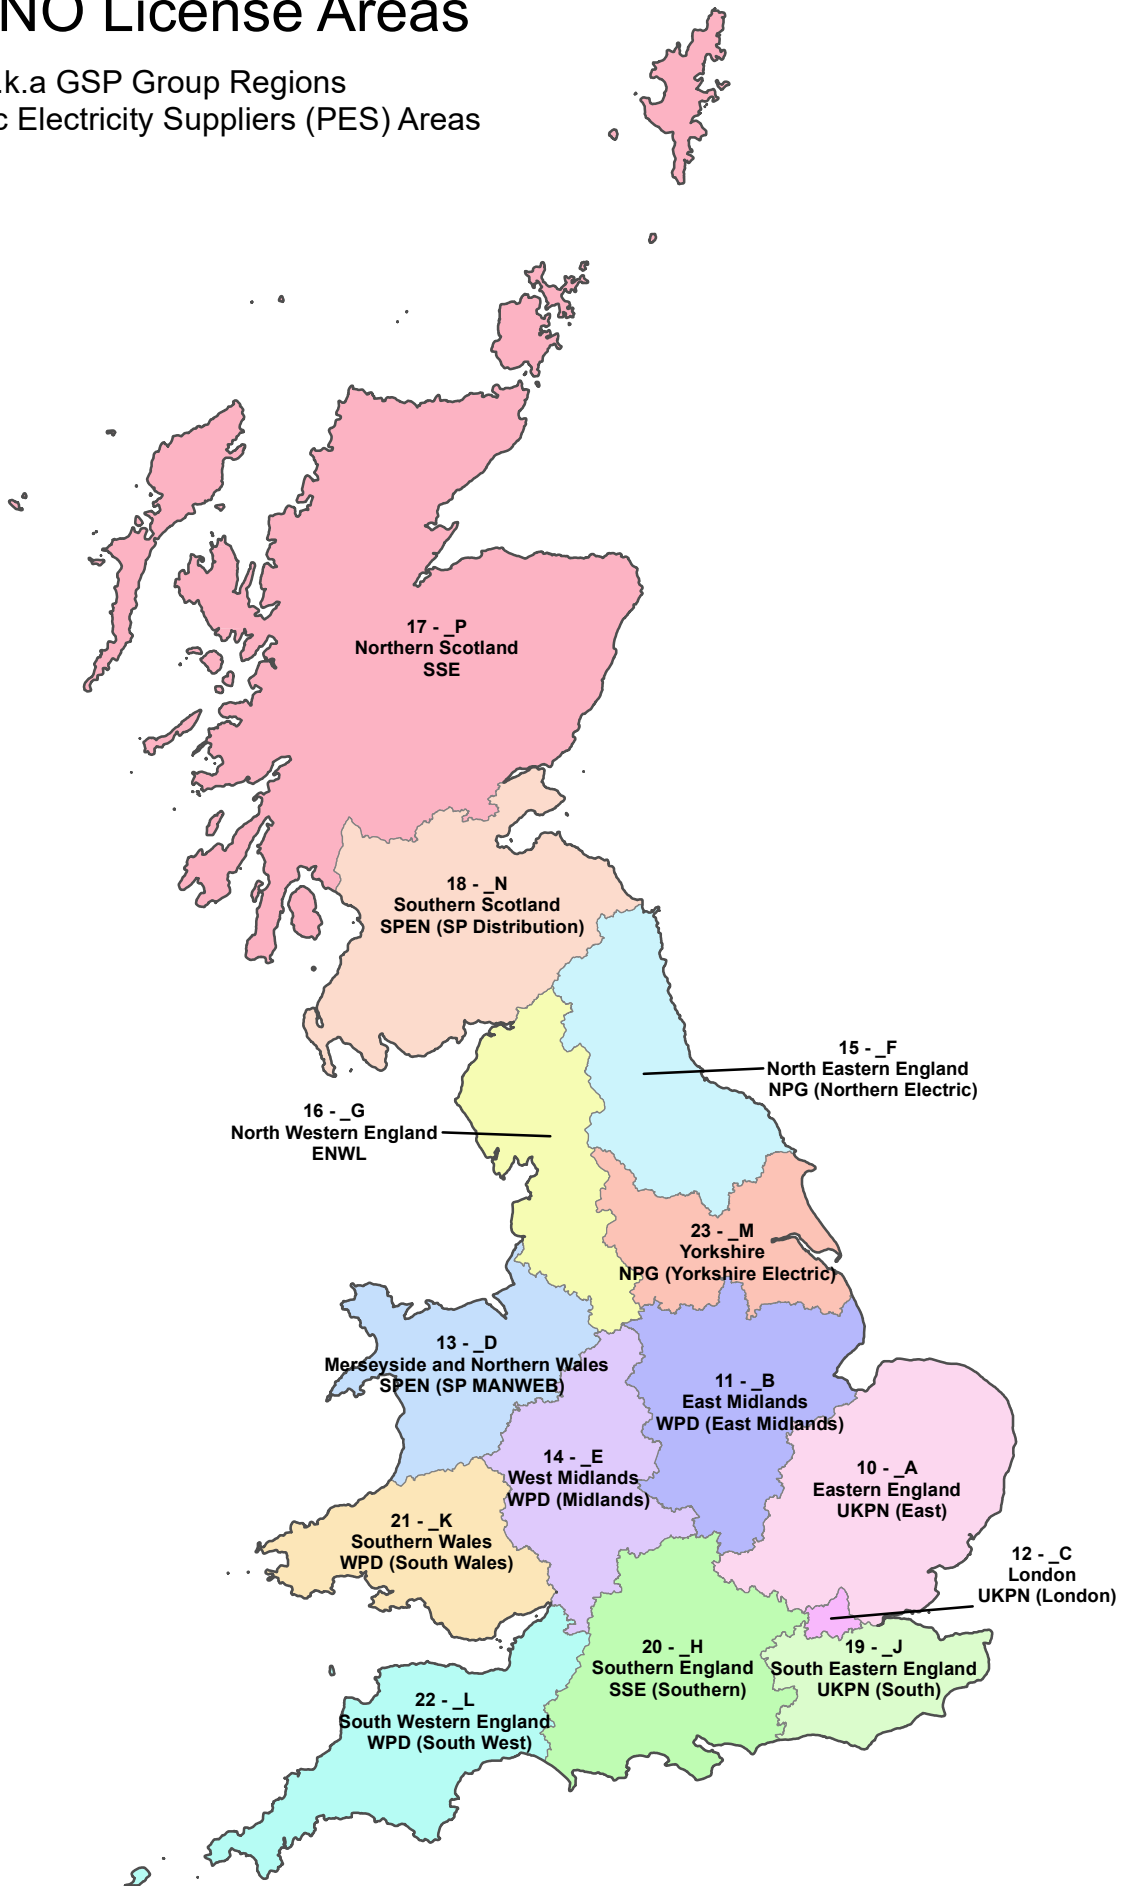 NO License Areas
.k.a GSP Group Regions
c Electricity Suppliers (PES) Areas
17 - _P
Northern Scotland
SSE
18 - _N
Southern Scotland
SPEN (SP Distribution)
15 - _F
North Eastern England
NPG (Northern Electric)
16 - _G
North Western England
ENWL
23 - _M
Yorkshire
NPG (Yorkshire Electric)
13 - _D
Merseyside and Northern Wales
SPEN (SP MANWEB)
11 - _B
East Midlands
WPD (East Midlands)
14 - _E
West Midlands
WPD (Midlands)
10 - _A
Eastern England
UKPN (East)
21 - _K
Southern Wales
WPD (South Wales)
12 - _C
London
UKPN (London)
20 - _H
Southern England
SSE (Southern)
19 - _J
South Eastern England
UKPN (South)
22 - _L
South Western England
WPD (South West)